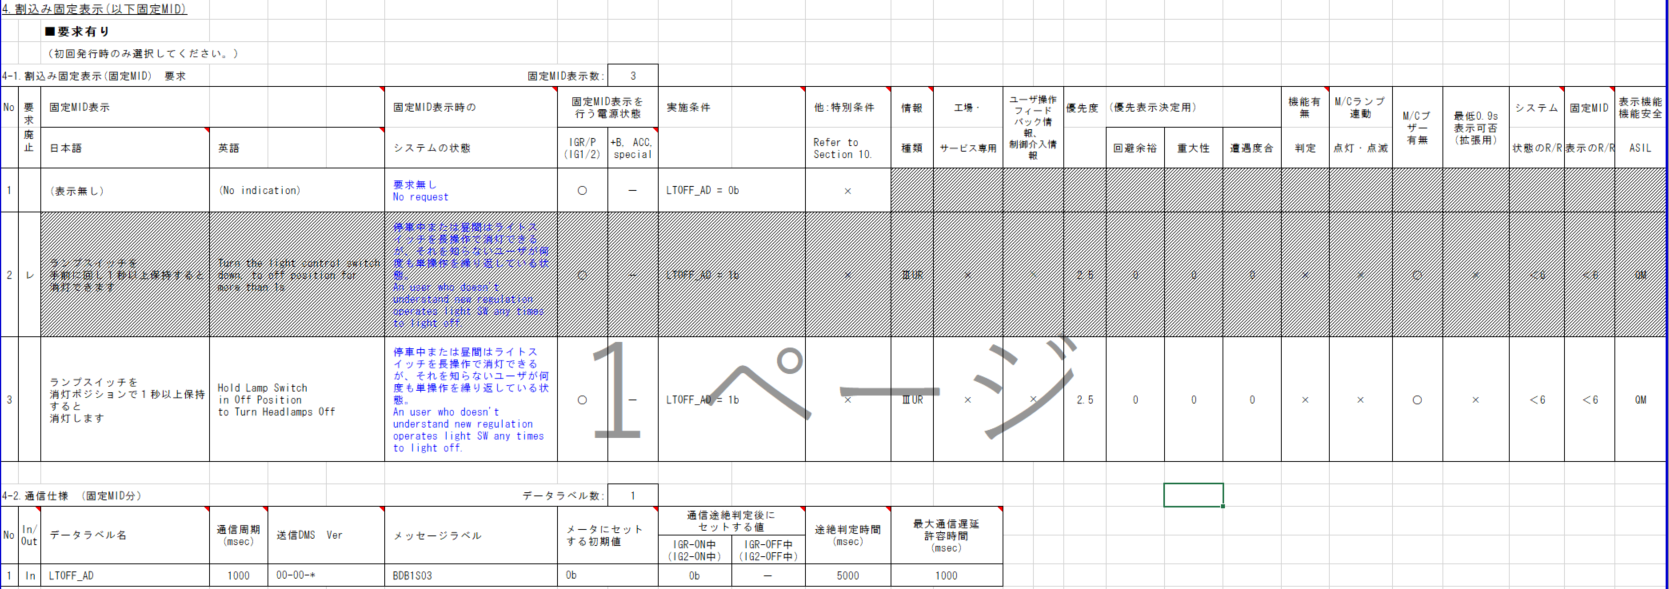 4. 割込み固定表示(以下固定MID)
■要求有り
(初回発行時のみ選択してください。)
4-1. 割込み固定表示(固定MID) 要求 固定MID表示数: 3
No 要求 廃止 固定MID表示 固定MID表示時の 固定MID表示を行う電源状態 実施条件 他:特別条件 情報 工場・ ユーザ操作フィードバック情報、制御介入情報 優先度 (優先表示決定用) 機能有無 M/Cランプ連動 M/Cブザー有無 最低0.9s表示可否(拡張用) システム 固定MID 表示機能機能安全
日本語 英語 システムの状態 IGR/P (IG1/2) +B, ACC, special Refer to Section 10. 種類 サービス専用 回避余裕 重大性 遭遇度合 判定 点灯・点滅 状態のR/R 表示のR/R ASIL
1 (表示無し) (No indication) 要求無し No request ○ − LTOFF_AD = 0b ×
2 レ ランプスイッチを
手前に回し1秒以上保持すると
消灯できます
Turn the light control switch
down, to off position for
more than 1s
停車中または昼間はライトス
イッチを長操作で消灯できる
が、それを知らないユーザが何
度も単操作を繰り返している状
態。
An user who doesn't
understand new regulation
operates light SW any times
to light off.
○ − LTOFF_AD = 1b × ⅢUR × × 2.5 0 0 0 × × ○ × <6 <6 QM
3 ランプスイッチを
消灯ポジションで1秒以上保持
すると
消灯します
Hold Lamp Switch
in Off Position
to Turn Headlamps Off
停車中または昼間はライトス
イッチを長操作で消灯できる
が、それを知らないユーザが何
度も単操作を繰り返している状
態。
An user who doesn't
understand new regulation
operates light SW any times
to light off.
○ − LTOFF_AD = 1b × ⅢUR × × 2.5 0 0 0 × × ○ × <6 <6 QM
1 ページ
4-2. 通信仕様 (固定MID分) データラベル数: 1
No In/Out データラベル名 通信周期 (msec) 送信DMS Ver メッセージラベル メータにセットする初期値 通信途絶判定後にセットする値 途絶判定時間 (msec) 最大通信遅延許容時間 (msec)
IGR-ON中 (IG2-ON中) IGR-OFF中 (IG2-OFF中)
1 In LTOFF_AD 1000 00-00-* BDB1S03 0b 0b − 5000 1000